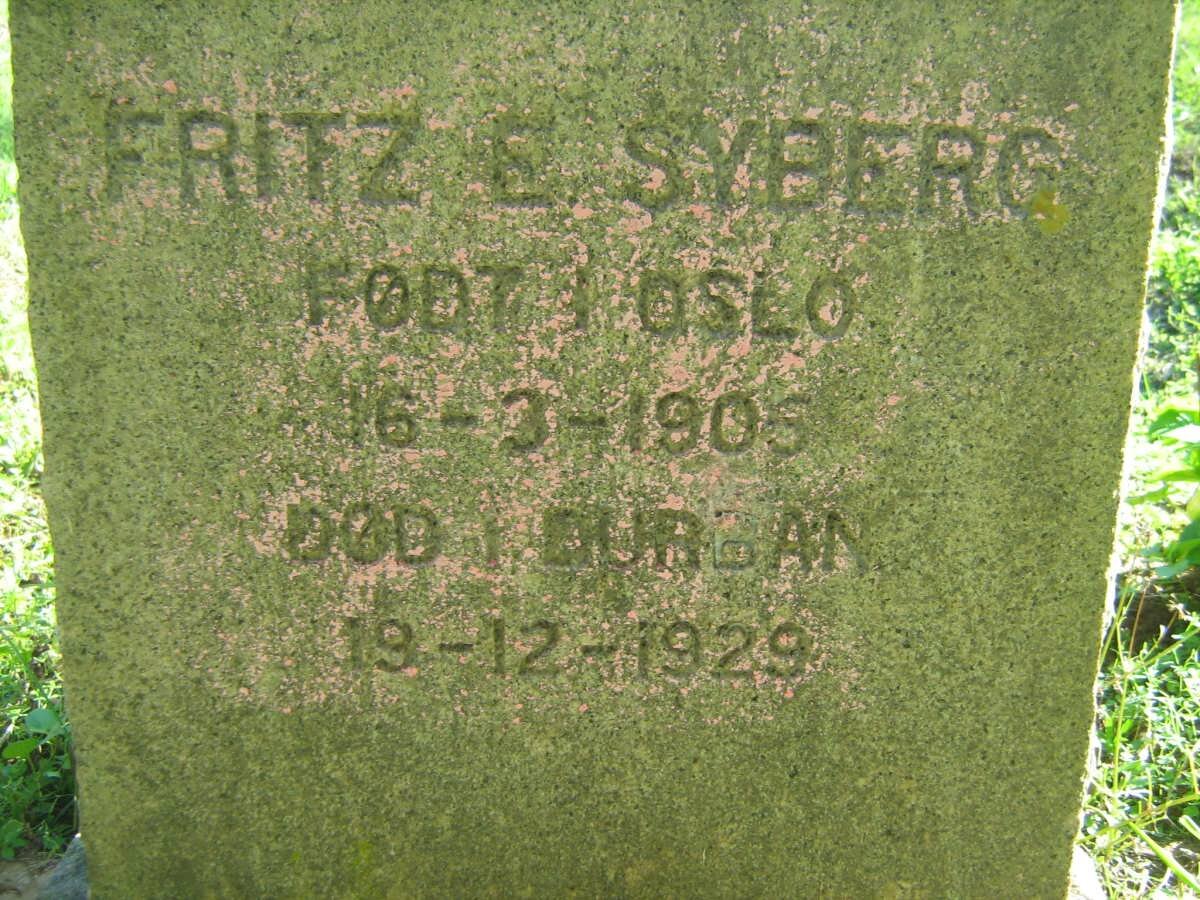 FRITZ E SYBERG
FØDT I OSLO
16-3-1905
DØD I DURBAN
19-12-1929